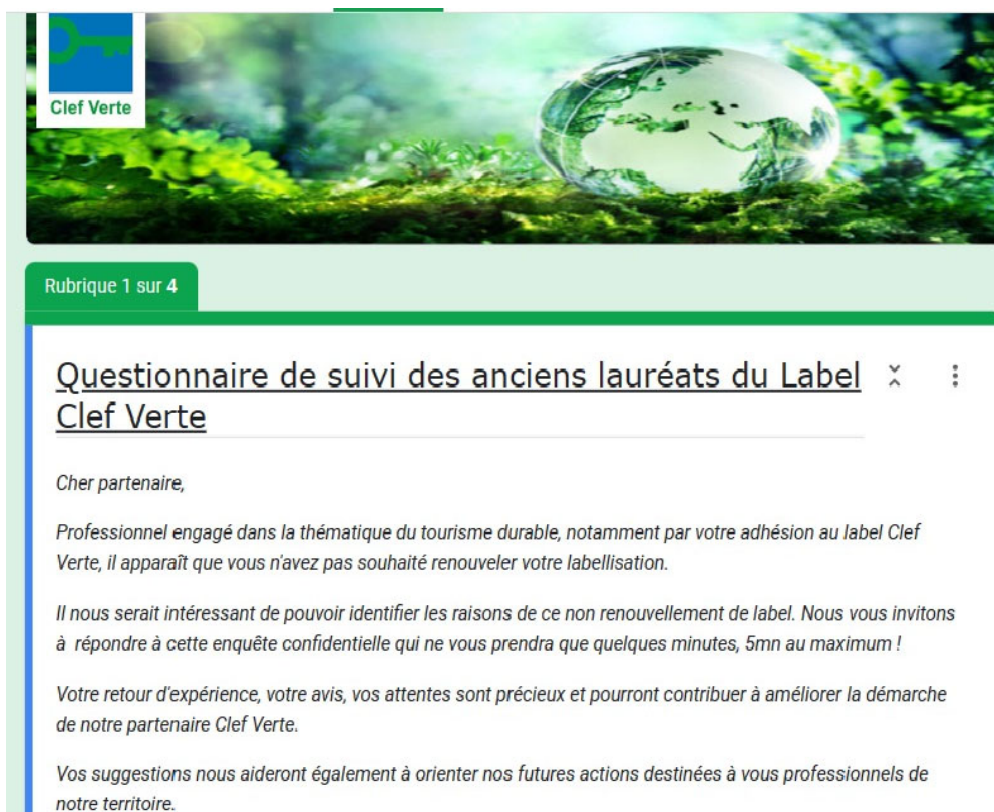 Clef Verte
Rubrique 1 sur 4
Questionnaire de suivi des anciens lauréats du Label
Clef Verte
Cher partenaire,
Professionnel engagé dans la thématique du tourisme durable, notamment par votre adhésion au label Clef
Verte, il apparaît que vous n'avez pas souhaité renouveler votre labellisation.
Il nous serait intéressant de pouvoir identifier les raisons de ce non renouvellement de label. Nous vous invitons
à répondre à cette enquête confidentielle qui ne vous prendra que quelques minutes, 5mn au maximum !
Votre retour d'expérience, votre avis, vos attentes sont précieux et pourront contribuer à améliorer la démarche
de notre partenaire Clef Verte.
Vos suggestions nous aideront également à orienter nos futures actions destinées à vous professionnels de
notre territoire.